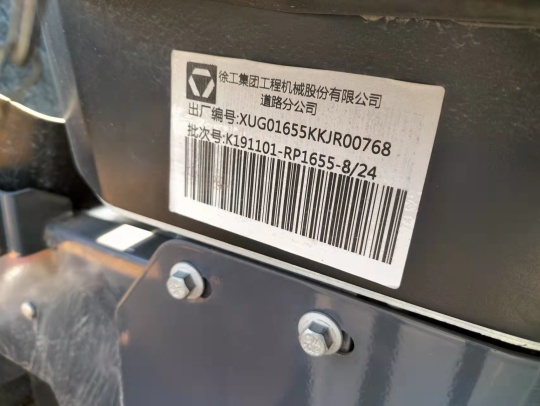 徐工集团工程机械股份有限公司
道路分公司
出厂编号:XUG01655KKJR00768
批次号:K191101-RP1655-8/24